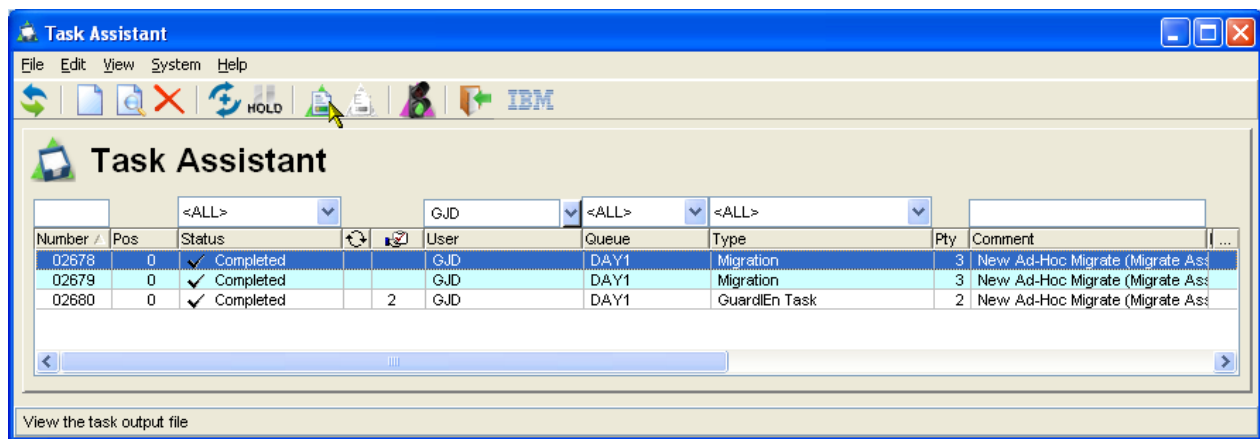 Task Assistant
File Edit View System Help
HOLD IBM
Task Assistant
<ALL> GJD <ALL> <ALL>
Number Pos Status User Queue Type Pty Comment ...
02678 0 Completed GJD DAY1 Migration 3 New Ad-Hoc Migrate (Migrate Ass
02679 0 Completed GJD DAY1 Migration 3 New Ad-Hoc Migrate (Migrate Ass
02680 0 Completed 2 GJD DAY1 GuardIEn Task 2 New Ad-Hoc Migrate (Migrate Ass
View the task output file